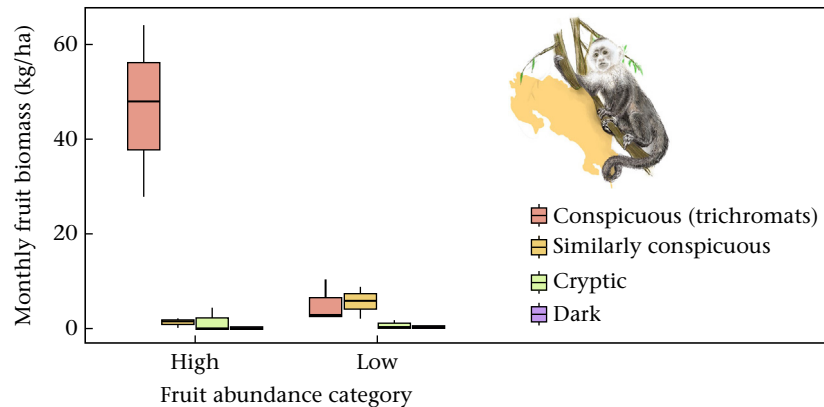 Monthly fruit biomass (kg/ha)
60
40
20
0
Conspicuous (trichromats)
Similarly conspicuous
Cryptic
Dark
High
Low
Fruit abundance category